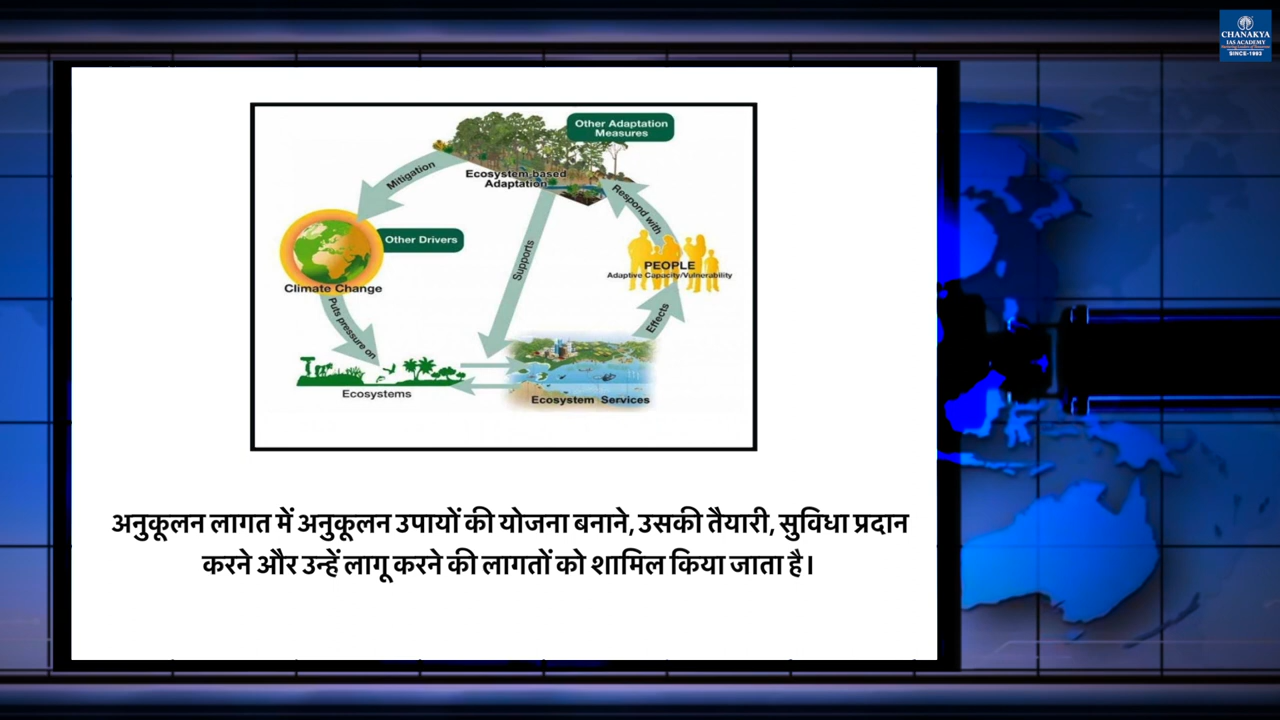 CHANAKYA
IAS ACADEMY
SINCE-1993
Other Adaptation
Measures
Mitigation
Ecosystem-based
Adaptation
Respond with
Other Drivers
Supports
PEOPLE
Adaptive Capacity/Vulnerability
Climate Change
Puts pressure on
Effects
Ecosystems
Ecosystem Services
अनुकूलन लागत में अनुकूलन उपायों की योजना बनाने, उसकी तैयारी, सुविधा प्रदान
करने और उन्हें लागू करने की लागतों को शामिल किया जाता है।